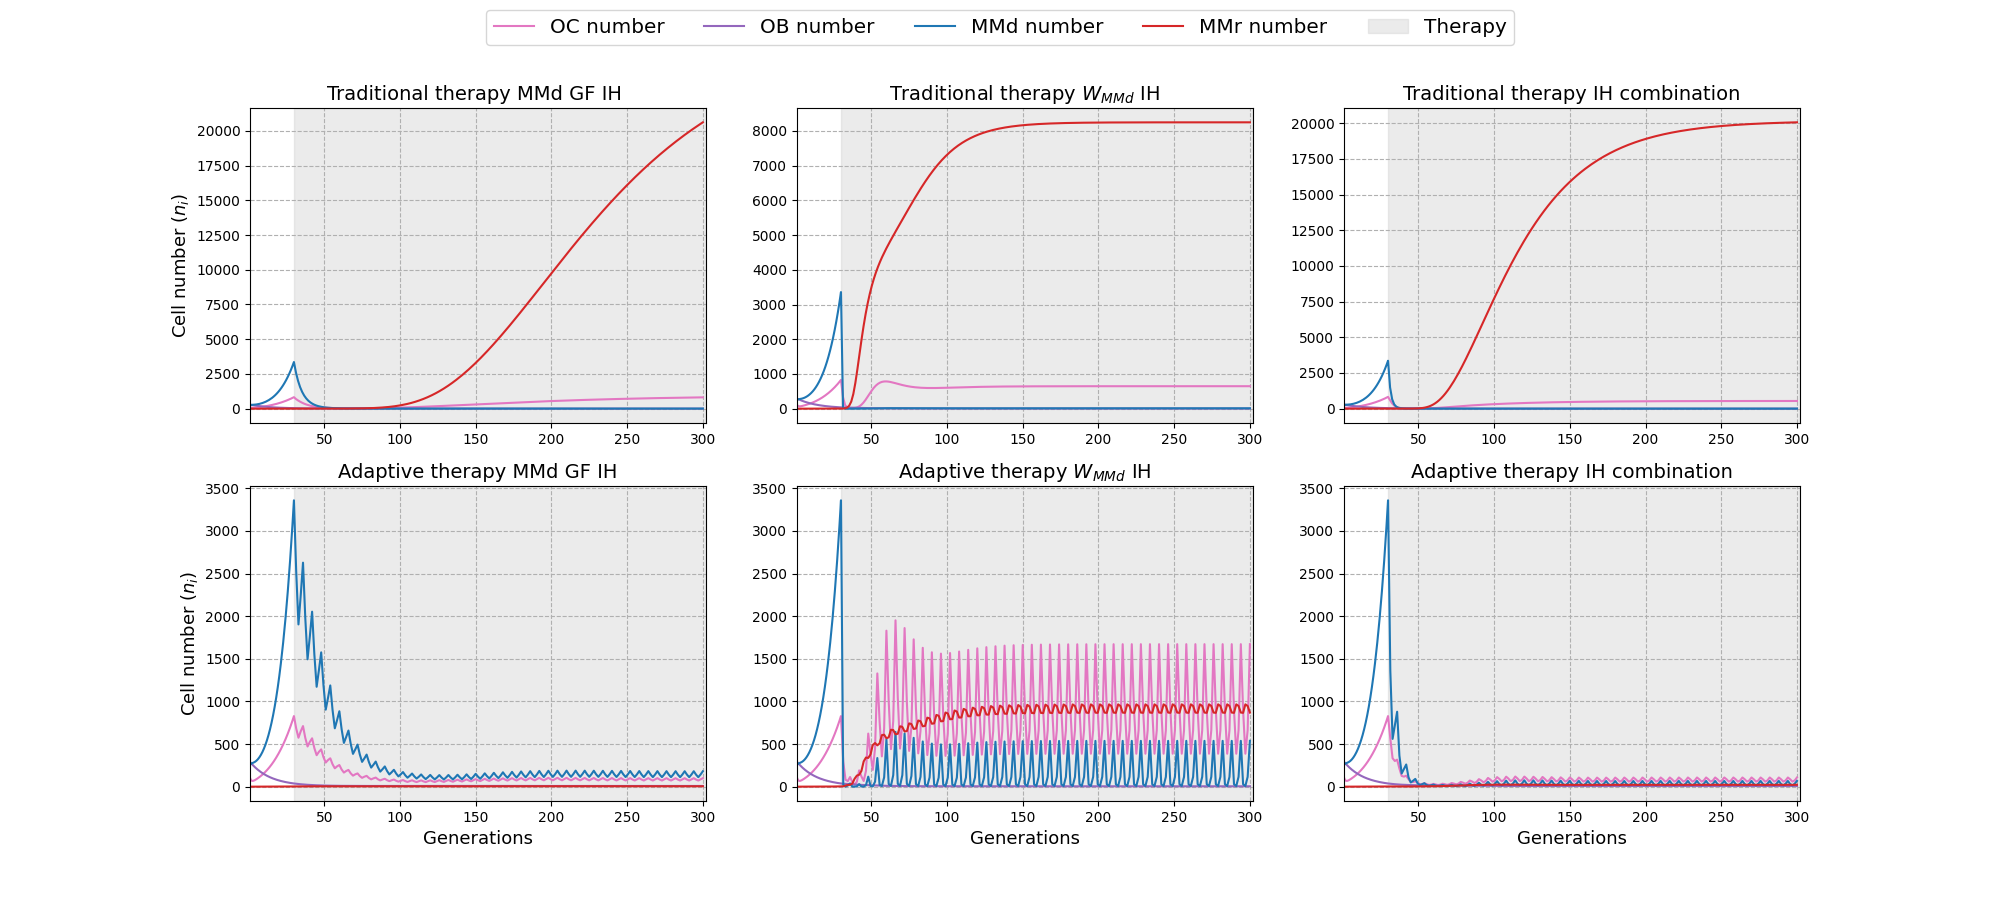 OC number OB number MMd number MMr number Therapy
Traditional therapy MMd GF IH
Cell number (n_i)
20000
17500
15000
12500
10000
7500
5000
2500
0
50 100 150 200 250 300
Traditional therapy W_MMd IH
8000
7000
6000
5000
4000
3000
2000
1000
0
50 100 150 200 250 300
Traditional therapy IH combination
20000
17500
15000
12500
10000
7500
5000
2500
0
50 100 150 200 250 300
Adaptive therapy MMd GF IH
Cell number (n_i)
3500
3000
2500
2000
1500
1000
500
0
50 100 150 200 250 300
Generations
Adaptive therapy W_MMd IH
3500
3000
2500
2000
1500
1000
500
0
50 100 150 200 250 300
Generations
Adaptive therapy IH combination
3500
3000
2500
2000
1500
1000
500
0
50 100 150 200 250 300
Generations